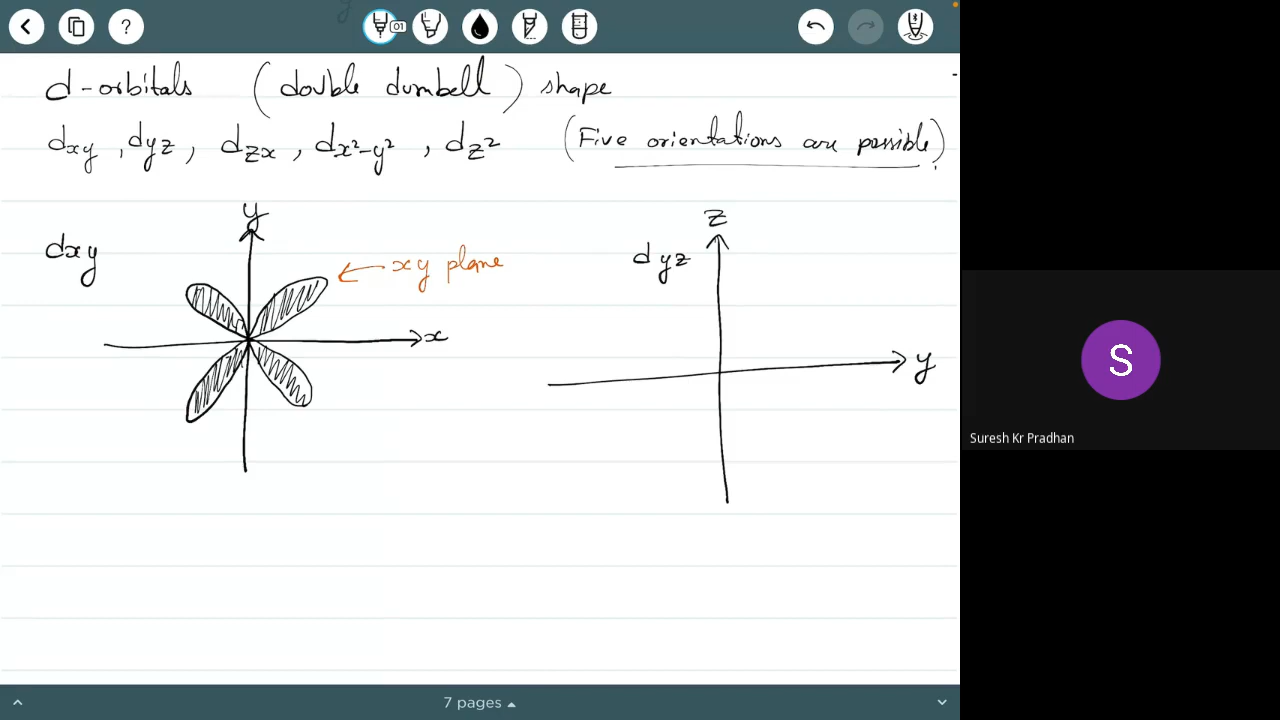 ?
01
d-orbitals (double dumbell) shape
dxy, dyz, dzx, dx²-y², dz² (Five orientations are possible)
y
dxy
xy plane
x
z
dyz
y
S
Suresh Kr Pradhan
7 pages